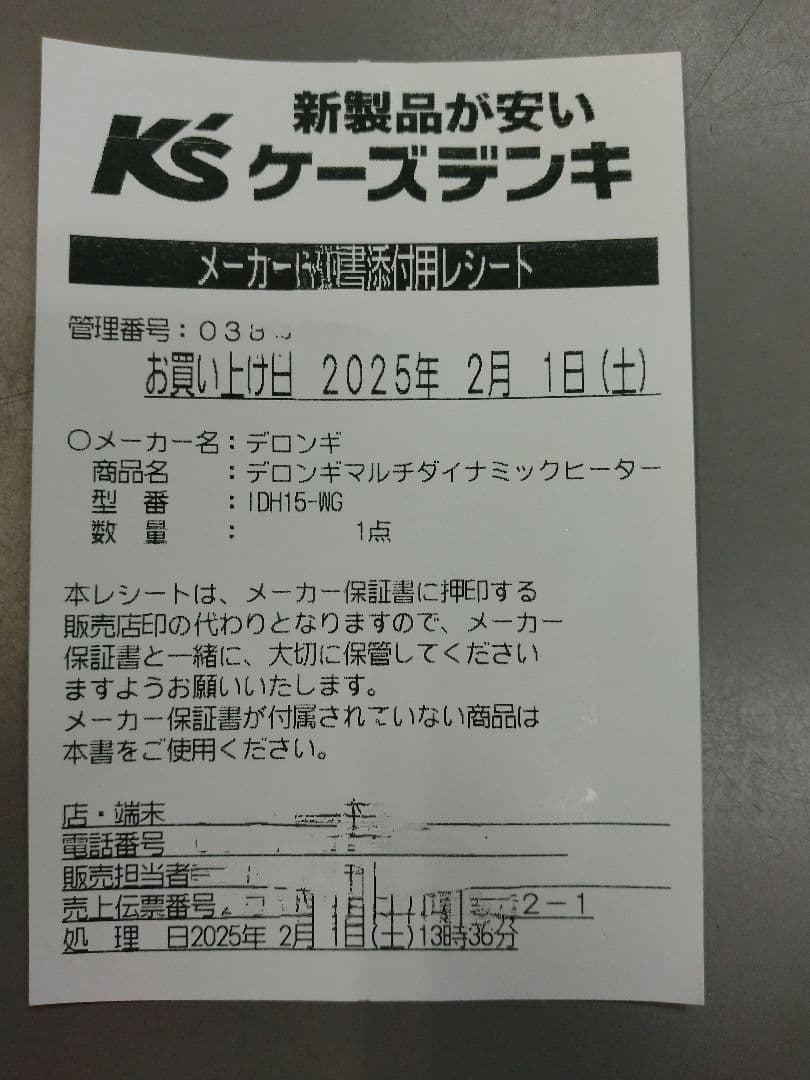 新製品が安い
K's ケーズデンキ
メーカー保証書添付用レシート
管理番号：038
お買い上げ日 2025年 2月 1日(土)
○メーカー名：デロンギ
商品名 ：デロンギマルチダイナミックヒーター
型番 ：IDH15-WG
数量 ： 1点
本レシートは、メーカー保証書に押印する
販売店印の代わりとなりますので、メーカー
保証書と一緒に、大切に保管してください
ますようお願いいたします。
メーカー保証書が付属されていない商品は
本書をご使用ください。
店・端末
電話番号
販売担当者
売上伝票番号 2-1
処理日2025年 2月 1日(土)13時36分